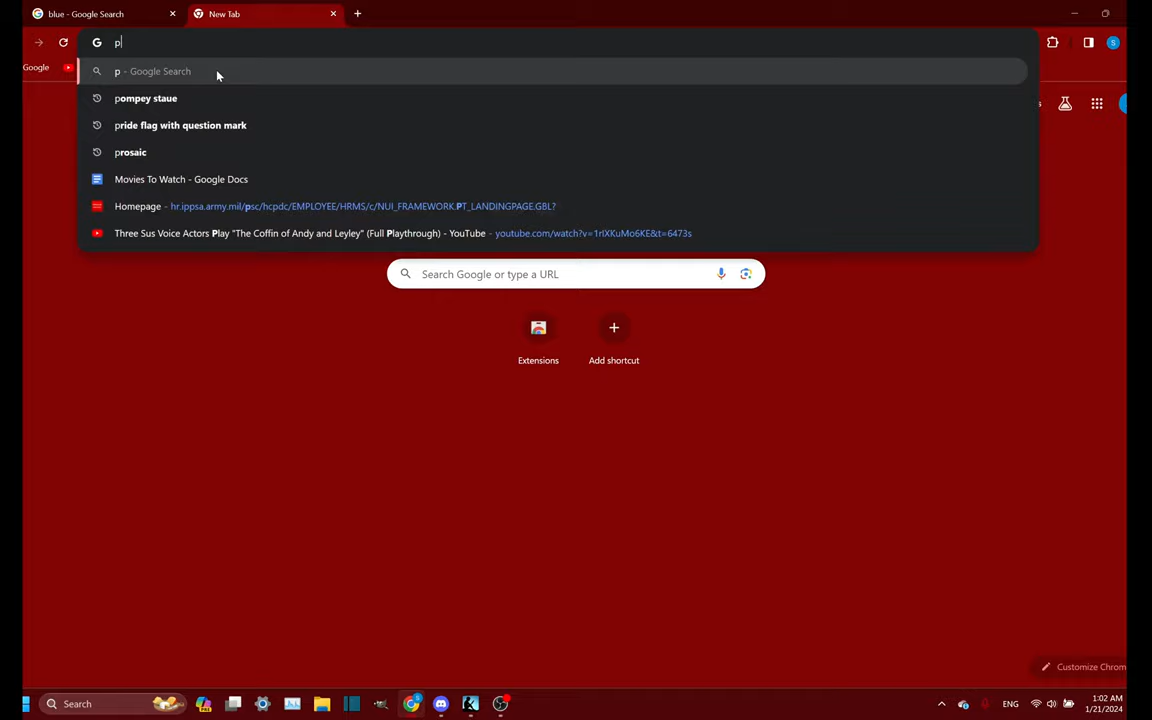 blue - Google Search
New Tab
p
Google
p - Google Search
pompey staue
pride flag with question mark
prosaic
Movies To Watch - Google Docs
Homepage - hr.ippsa.army.mil/psc/hcpdc/EMPLOYEE/HRMS/c/NUI_FRAMEWORK.PT_LANDINGPAGE.GBL?
Three Sus Voice Actors Play "The Coffin of Andy and Leyley" (Full Playthrough) - YouTube - youtube.com/watch?v=1rlXKuMo6KE&t=6473s
Search Google or type a URL
Extensions
Add shortcut
Customize Chrom
Search
ENG
1:02 AM
1/21/2024